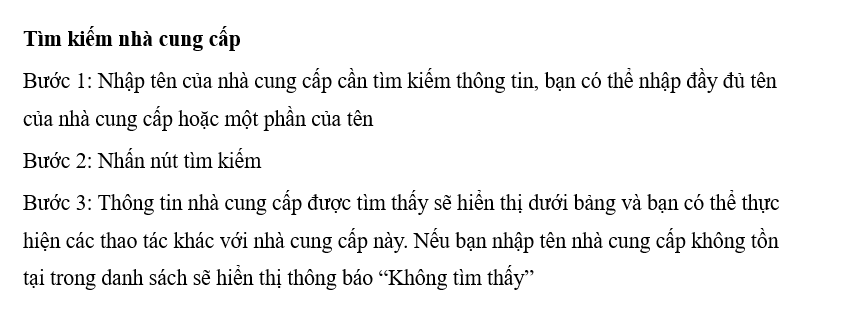 Tìm kiếm nhà cung cấp
Bước 1: Nhập tên của nhà cung cấp cần tìm kiếm thông tin, bạn có thể nhập đầy đủ tên
của nhà cung cấp hoặc một phần của tên
Bước 2: Nhấn nút tìm kiếm
Bước 3: Thông tin nhà cung cấp được tìm thấy sẽ hiển thị dưới bảng và bạn có thể thực
hiện các thao tác khác với nhà cung cấp này. Nếu bạn nhập tên nhà cung cấp không tồn
tại trong danh sách sẽ hiển thị thông báo “Không tìm thấy”